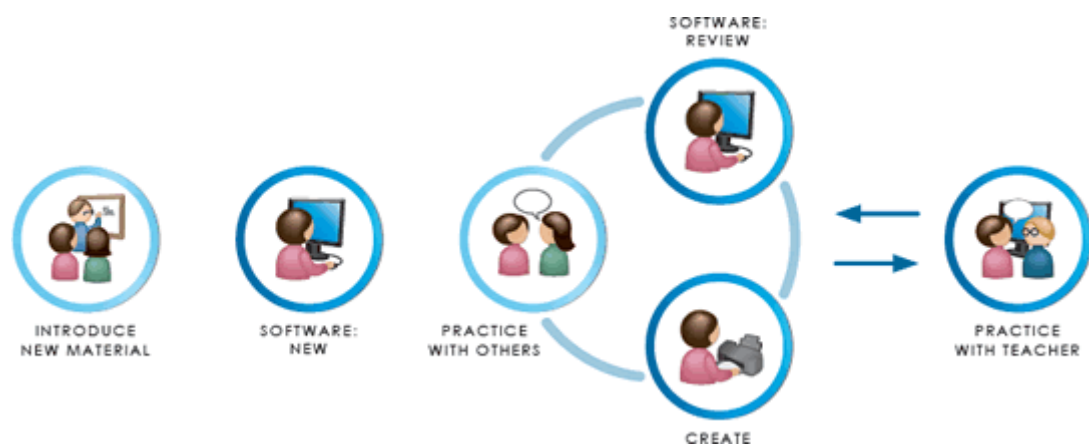 SOFTWARE:
REVIEW
INTRODUCE
NEW MATERIAL
SOFTWARE:
NEW
PRACTICE
WITH OTHERS
PRACTICE
WITH TEACHER
CREATE